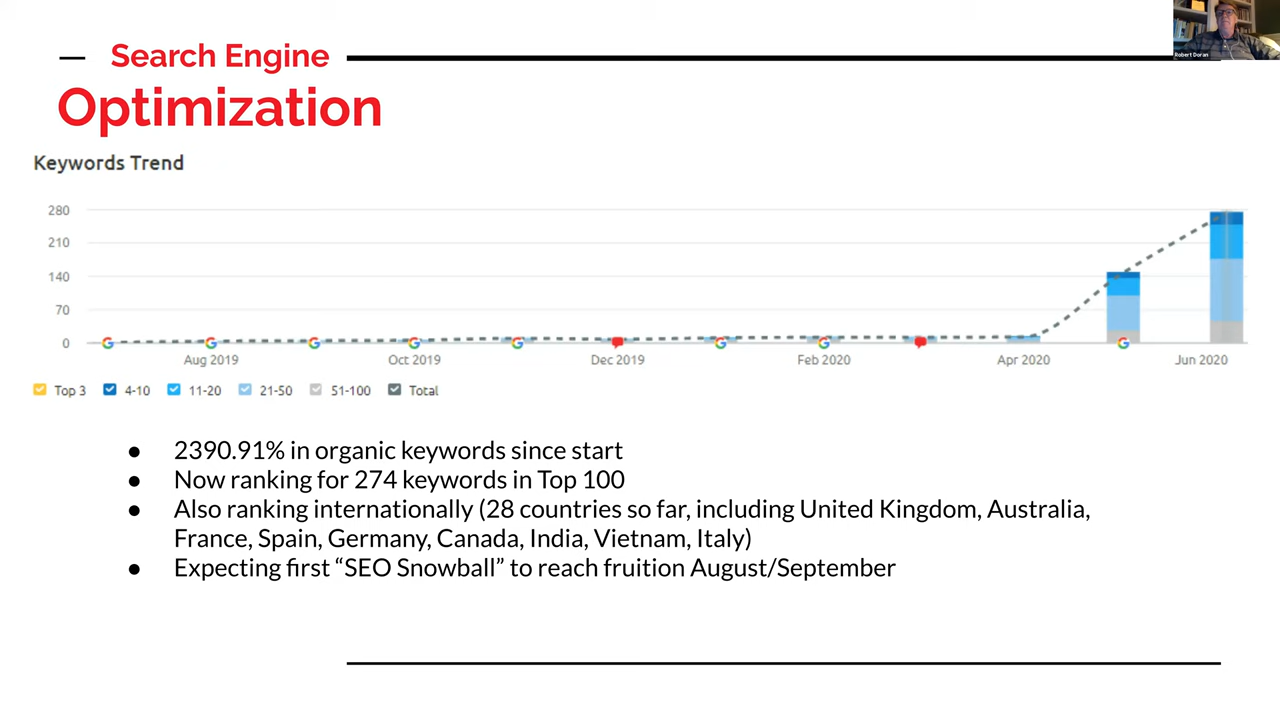 Search Engine
Optimization
Robert Doran
Keywords Trend
280
210
140
70
0
Aug 2019 Oct 2019 Dec 2019 Feb 2020 Apr 2020 Jun 2020
Top 3 4-10 11-20 21-50 51-100 Total
● 2390.91% in organic keywords since start
● Now ranking for 274 keywords in Top 100
● Also ranking internationally (28 countries so far, including United Kingdom, Australia,
France, Spain, Germany, Canada, India, Vietnam, Italy)
● Expecting first “SEO Snowball” to reach fruition August/September